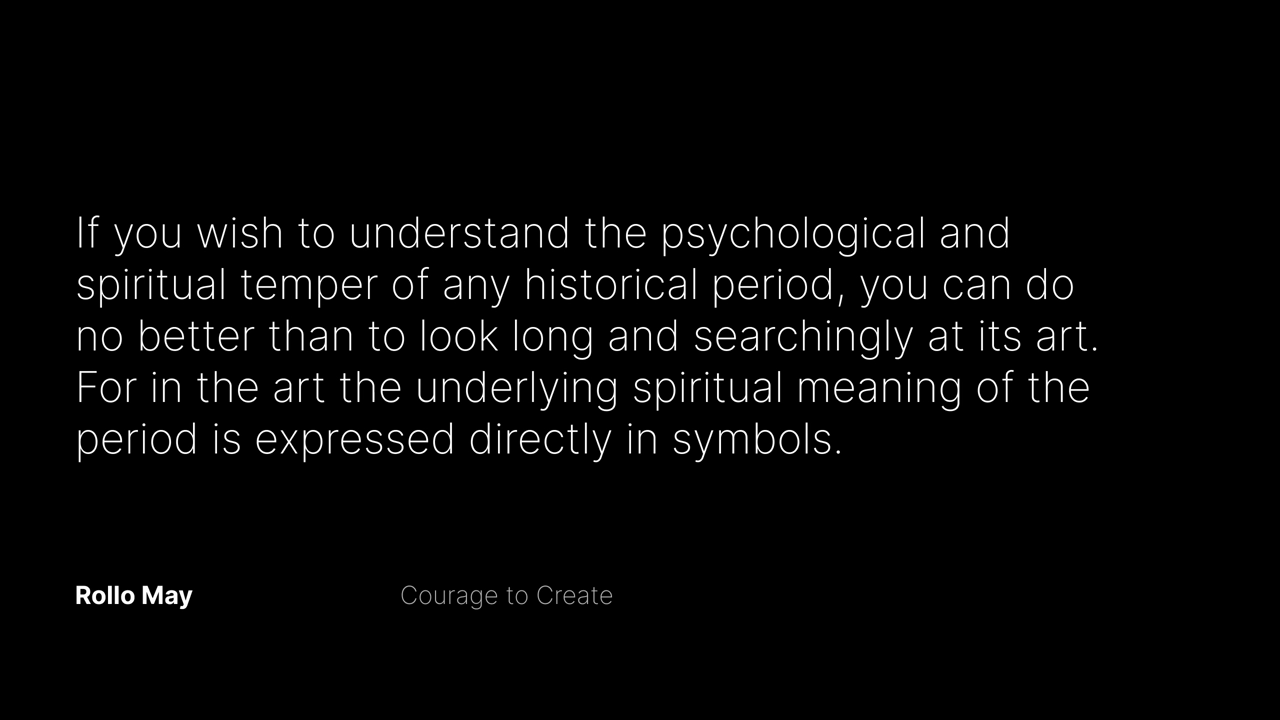 If you wish to understand the psychological and
spiritual temper of any historical period, you can do
no better than to look long and searchingly at its art.
For in the art the underlying spiritual meaning of the
period is expressed directly in symbols.
Rollo May
Courage to Create